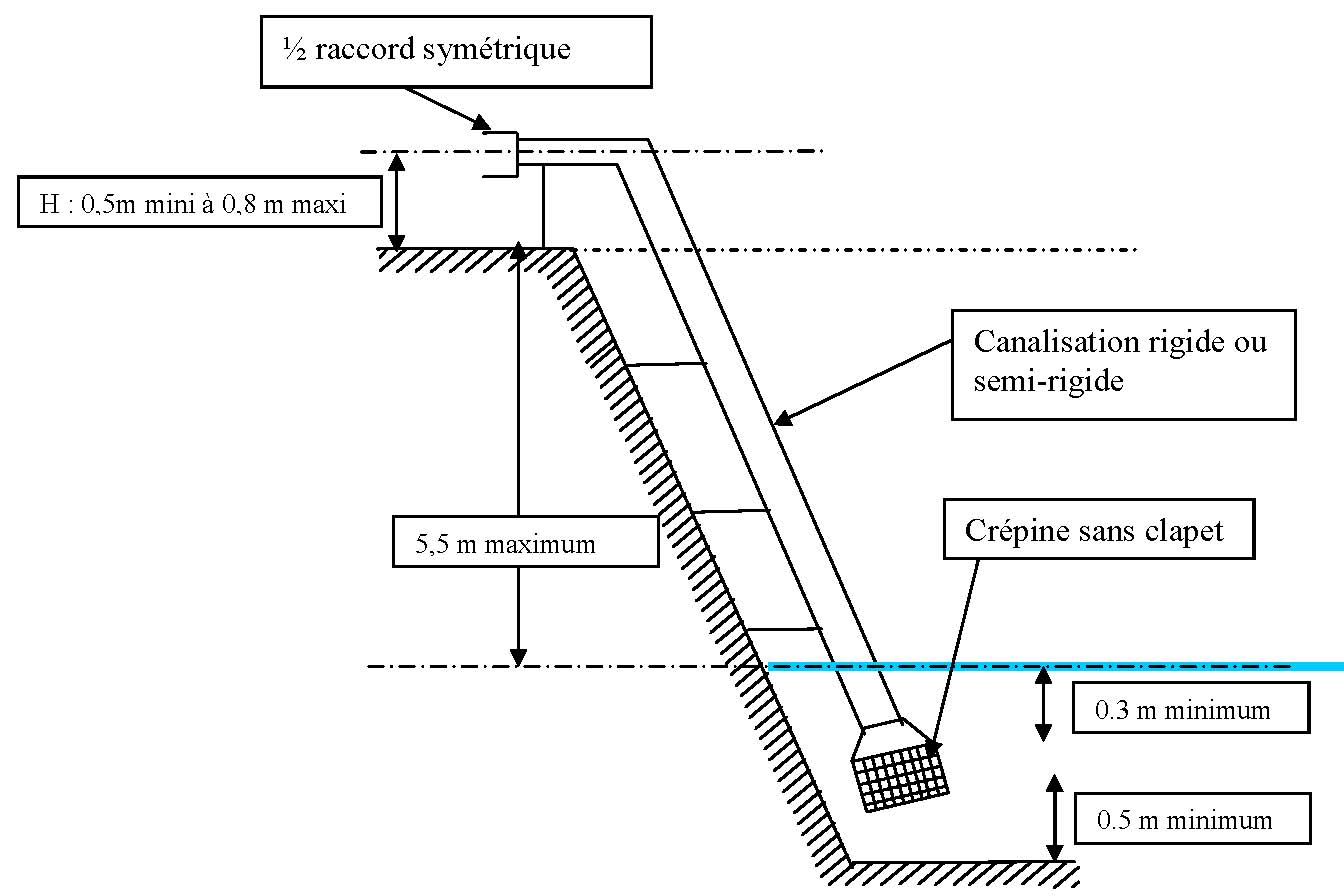 ½ raccord symétrique
H : 0,5m mini à 0,8 m maxi
Canalisation rigide ou
semi-rigide
Crépine sans clapet
5,5 m maximum
0.3 m minimum
0.5 m minimum